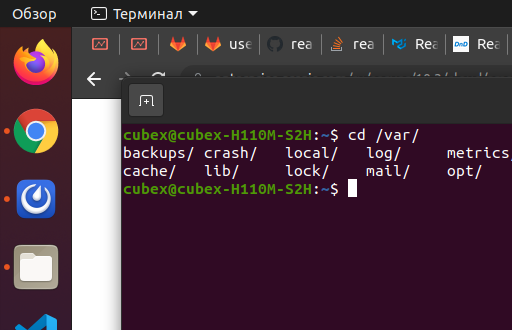 Обзор Терминал
use rea rea Rea Rea
cubex@cubex-H110M-S2H:~$ cd /var/
backups/ crash/ local/ log/ metrics/
cache/ lib/ lock/ mail/ opt/
cubex@cubex-H110M-S2H:~$